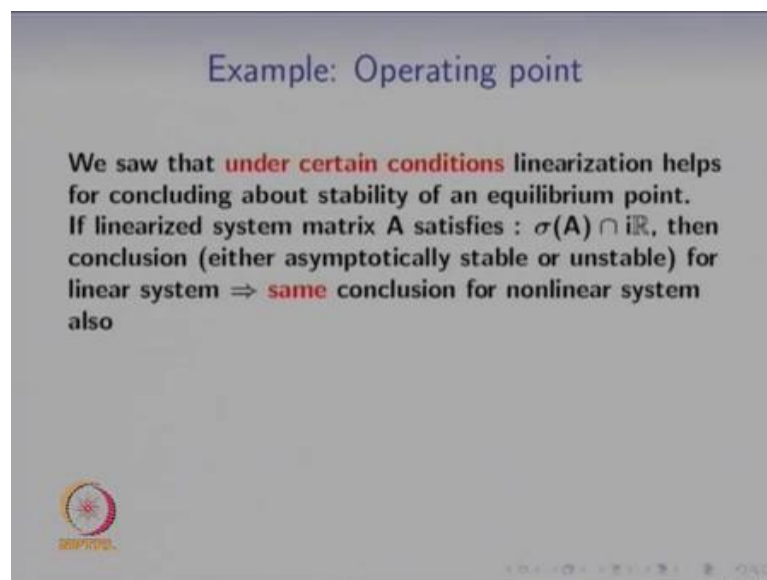 Example: Operating point
We saw that under certain conditions linearization helps
for concluding about stability of an equilibrium point.
If linearized system matrix A satisfies : σ(A) ∩ iℝ, then
conclusion (either asymptotically stable or unstable) for
linear system ⇒ same conclusion for nonlinear system
also